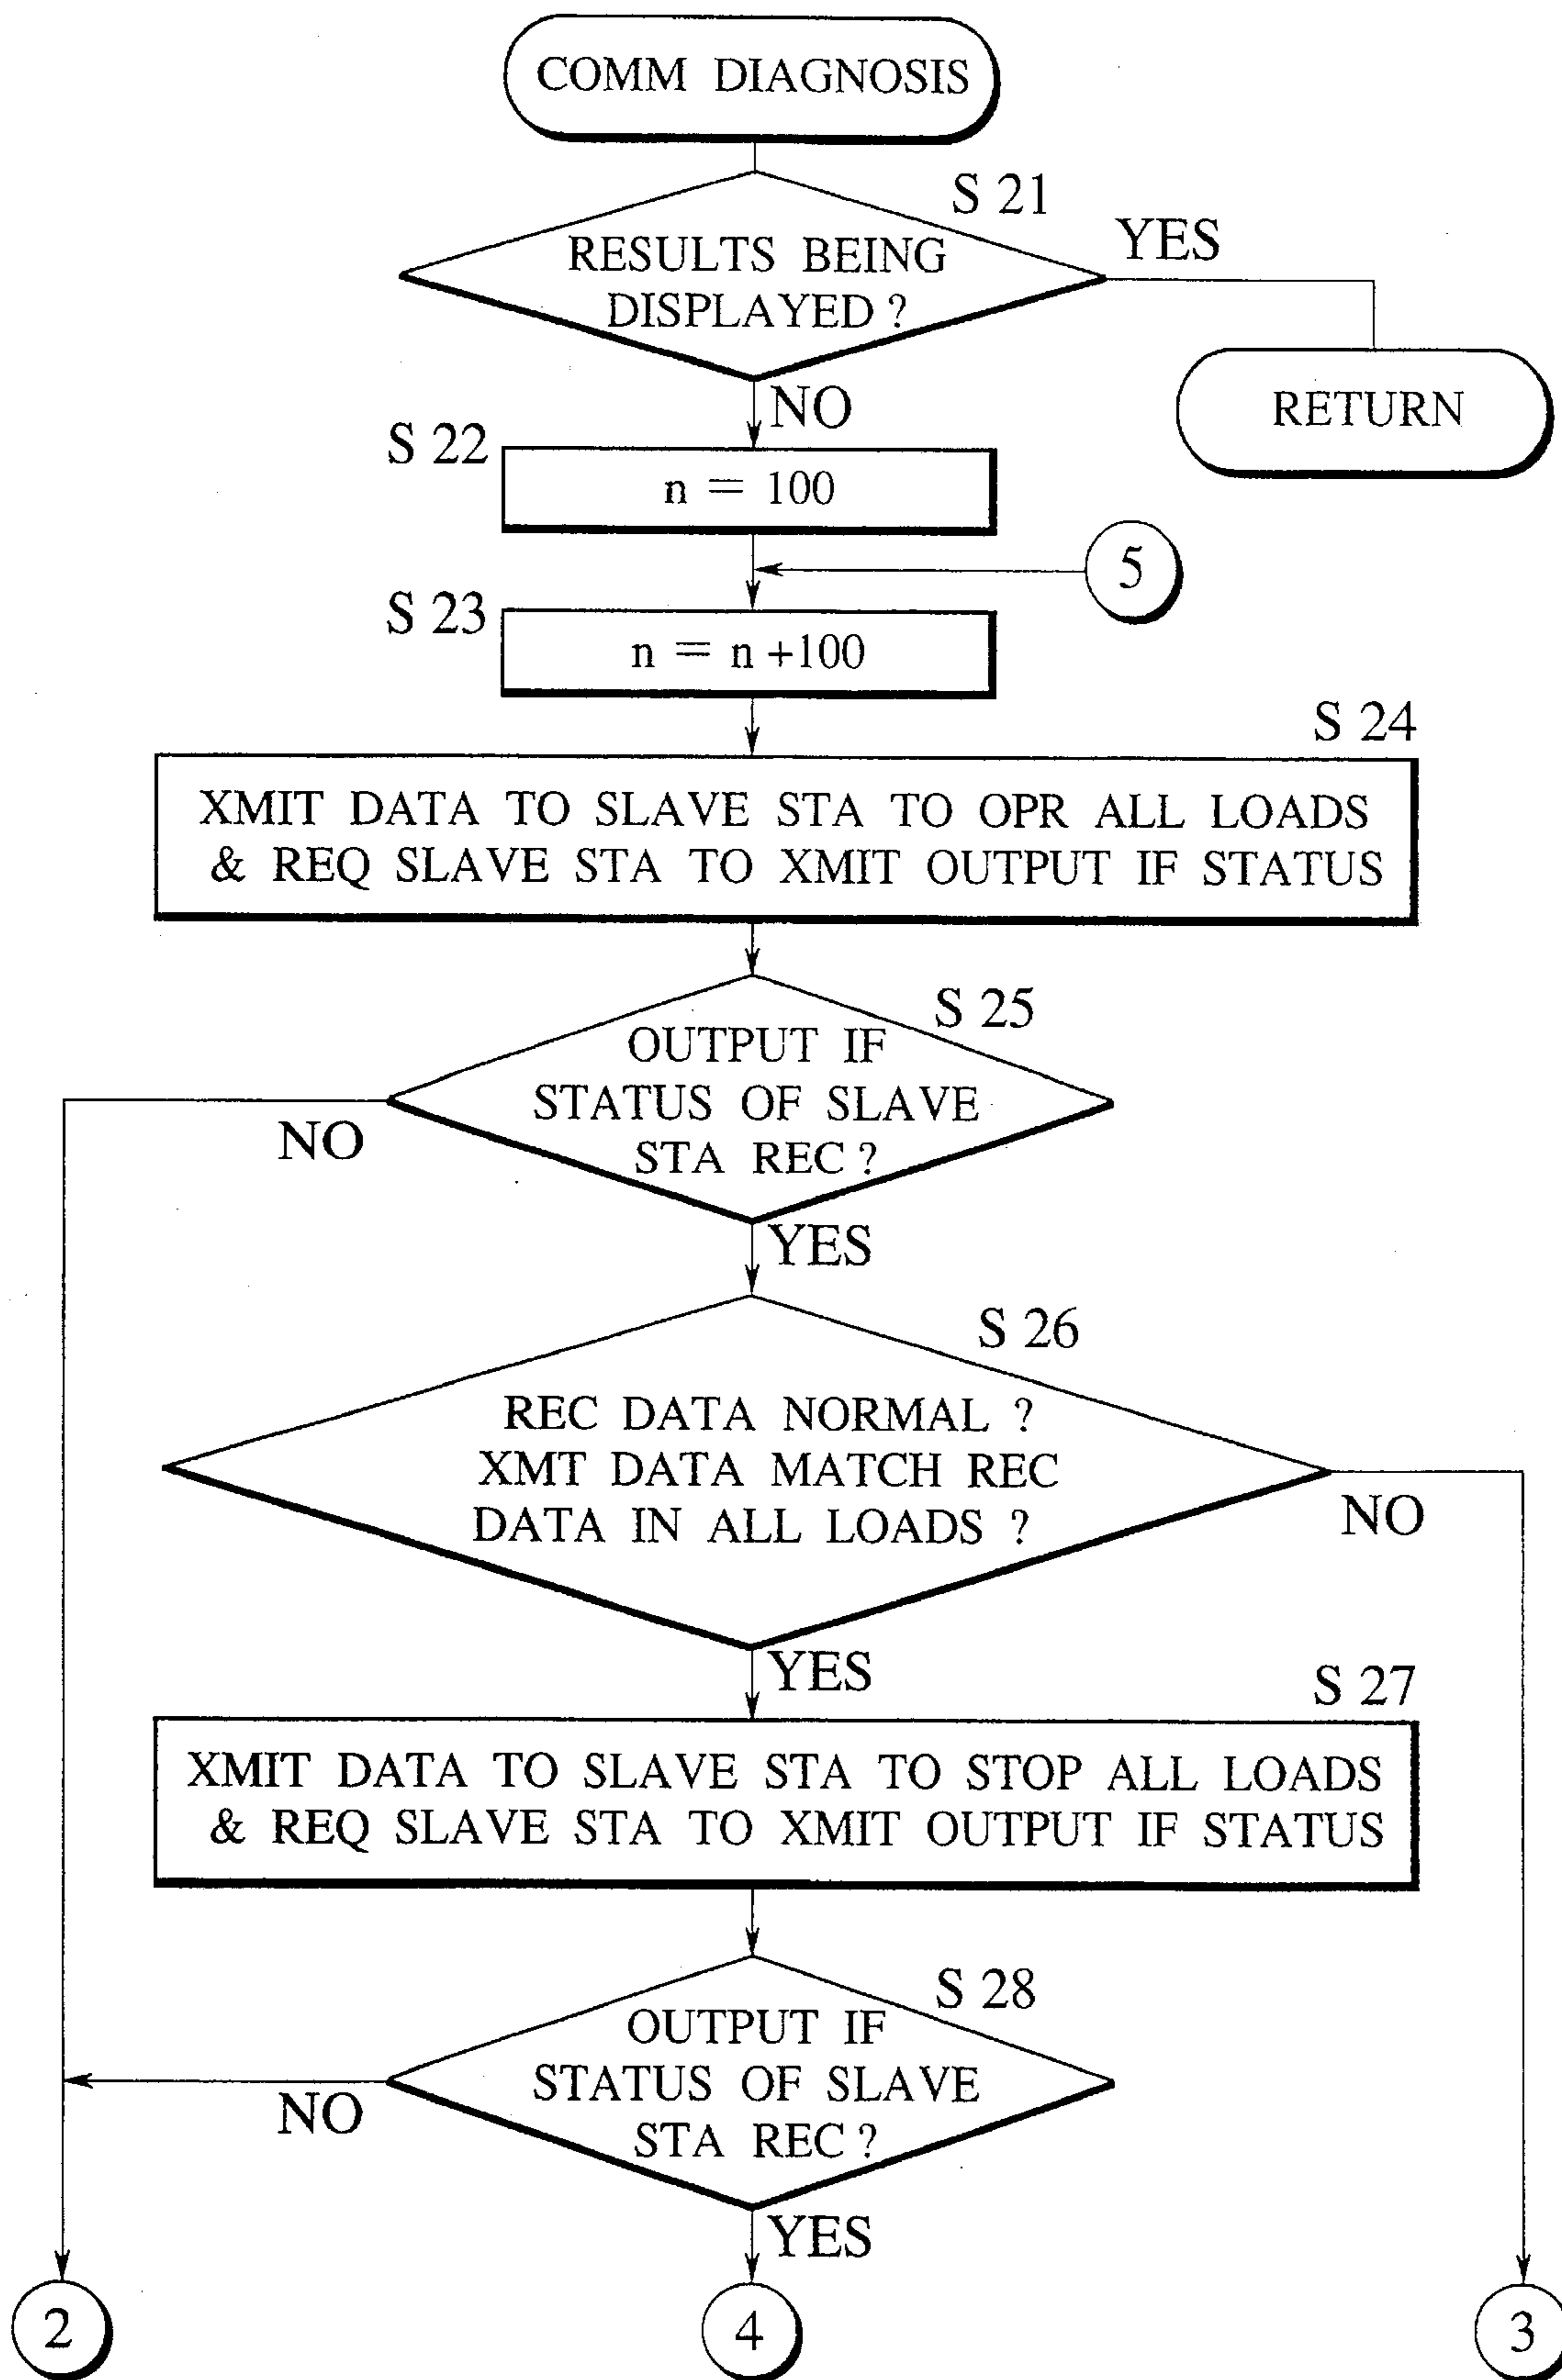 COMM DIAGNOSIS
S 21
RESULTS BEING
DISPLAYED ?
YES
RETURN
NO
S 22
n = 100
5
S 23
n = n +100
S 24
XMIT DATA TO SLAVE STA TO OPR ALL LOADS
& REQ SLAVE STA TO XMIT OUTPUT IF STATUS
S 25
OUTPUT IF
STATUS OF SLAVE
STA REC ?
NO
YES
S 26
REC DATA NORMAL ?
XMT DATA MATCH REC
DATA IN ALL LOADS ?
NO
YES
S 27
XMIT DATA TO SLAVE STA TO STOP ALL LOADS
& REQ SLAVE STA TO XMIT OUTPUT IF STATUS
S 28
OUTPUT IF
STATUS OF SLAVE
STA REC ?
NO
YES
2
4
3